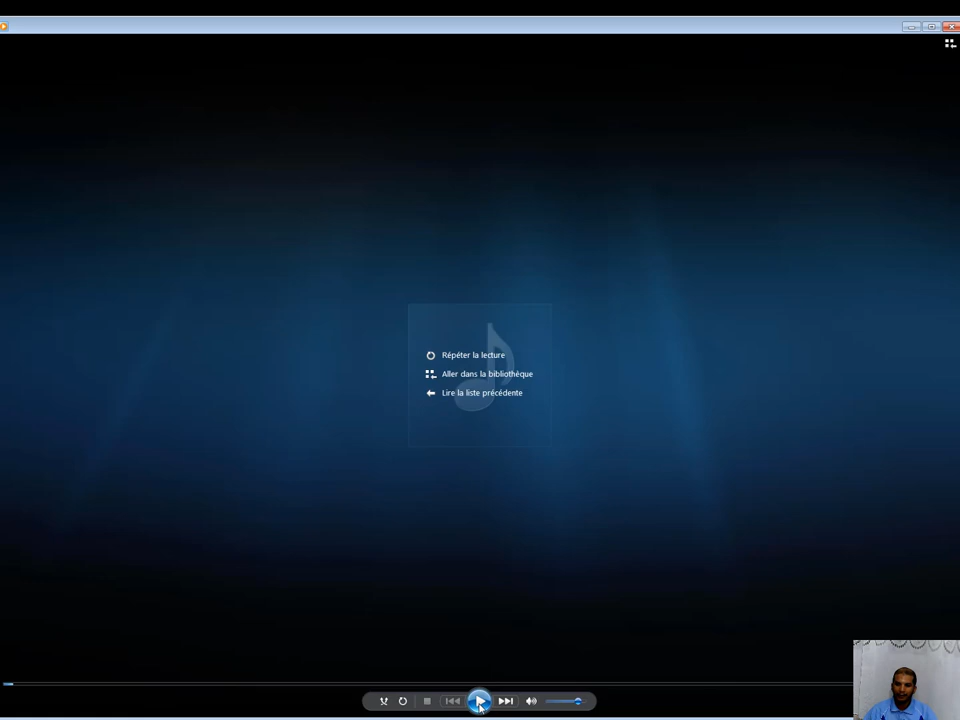 Répéter la lecture
Aller dans la bibliothèque
Lire la liste précédente